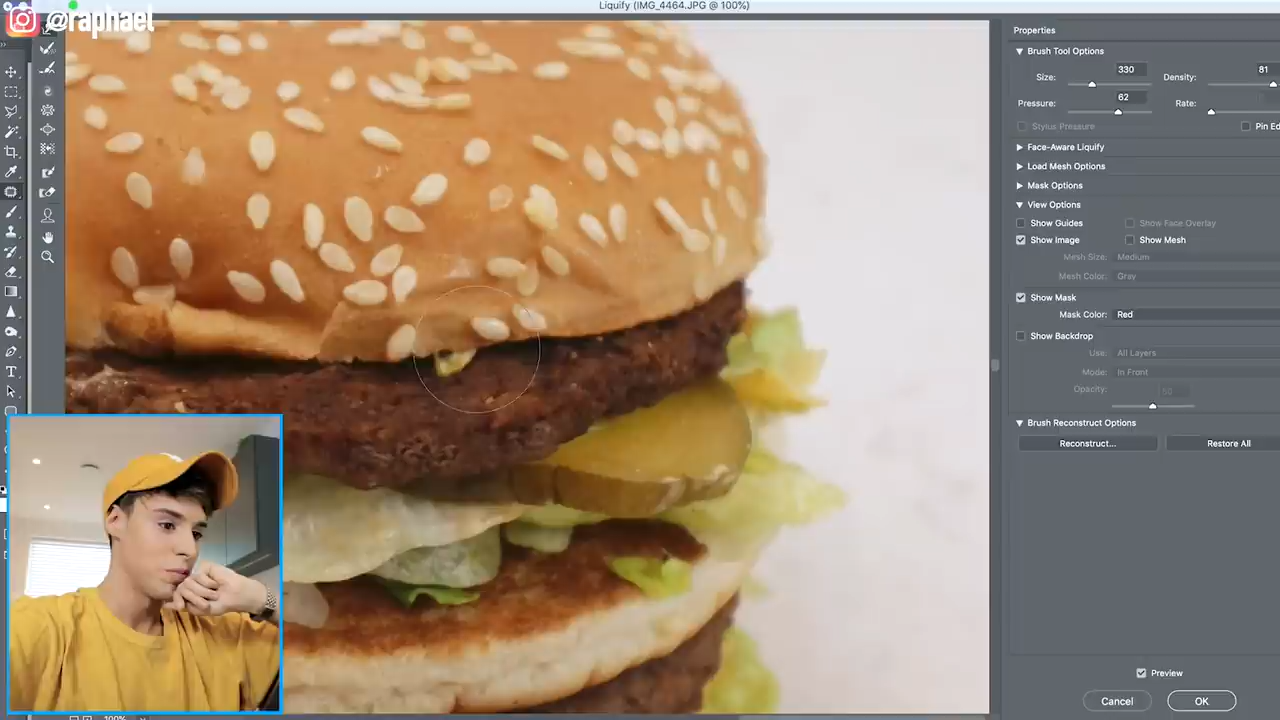 Liquify (IMG_4464.JPG @ 100%)
@raphael
Properties
Brush Tool Options
Size: 330 Density: 81
Pressure: 62 Rate:
Stylus Pressure Pin Ed
Face-Aware Liquify
Load Mesh Options
Mask Options
View Options
Show Guides Show Face Overlay
Show Image Show Mesh
Mesh Size: Medium
Mesh Color: Gray
Show Mask
Mask Color: Red
Show Backdrop
Use: All Layers
Mode: In Front
Opacity: 50
Brush Reconstruct Options
Reconstruct... Restore All
Preview
Cancel OK
100%